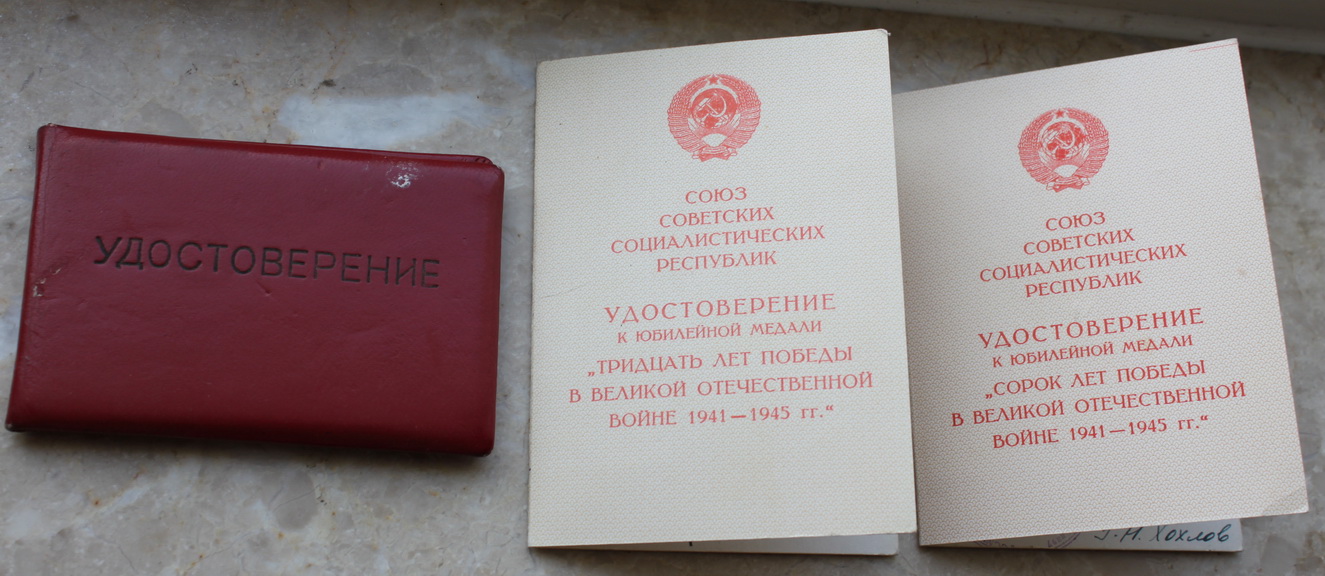 УДОСТОВЕРЕНИЕ
СОЮЗ
СОВЕТСКИХ
СОЦИАЛИСТИЧЕСКИХ
РЕСПУБЛИК
УДОСТОВЕРЕНИЕ
К ЮБИЛЕЙНОЙ МЕДАЛИ
„ТРИДЦАТЬ ЛЕТ ПОБЕДЫ
В ВЕЛИКОЙ ОТЕЧЕСТВЕННОЙ
ВОЙНЕ 1941—1945 гг.“
СОЮЗ
СОВЕТСКИХ
СОЦИАЛИСТИЧЕСКИХ
РЕСПУБЛИК
УДОСТОВЕРЕНИЕ
К ЮБИЛЕЙНОЙ МЕДАЛИ
„СОРОК ЛЕТ ПОБЕДЫ
В ВЕЛИКОЙ ОТЕЧЕСТВЕННОЙ
ВОЙНЕ 1941—1945 гг.“
Хохлов